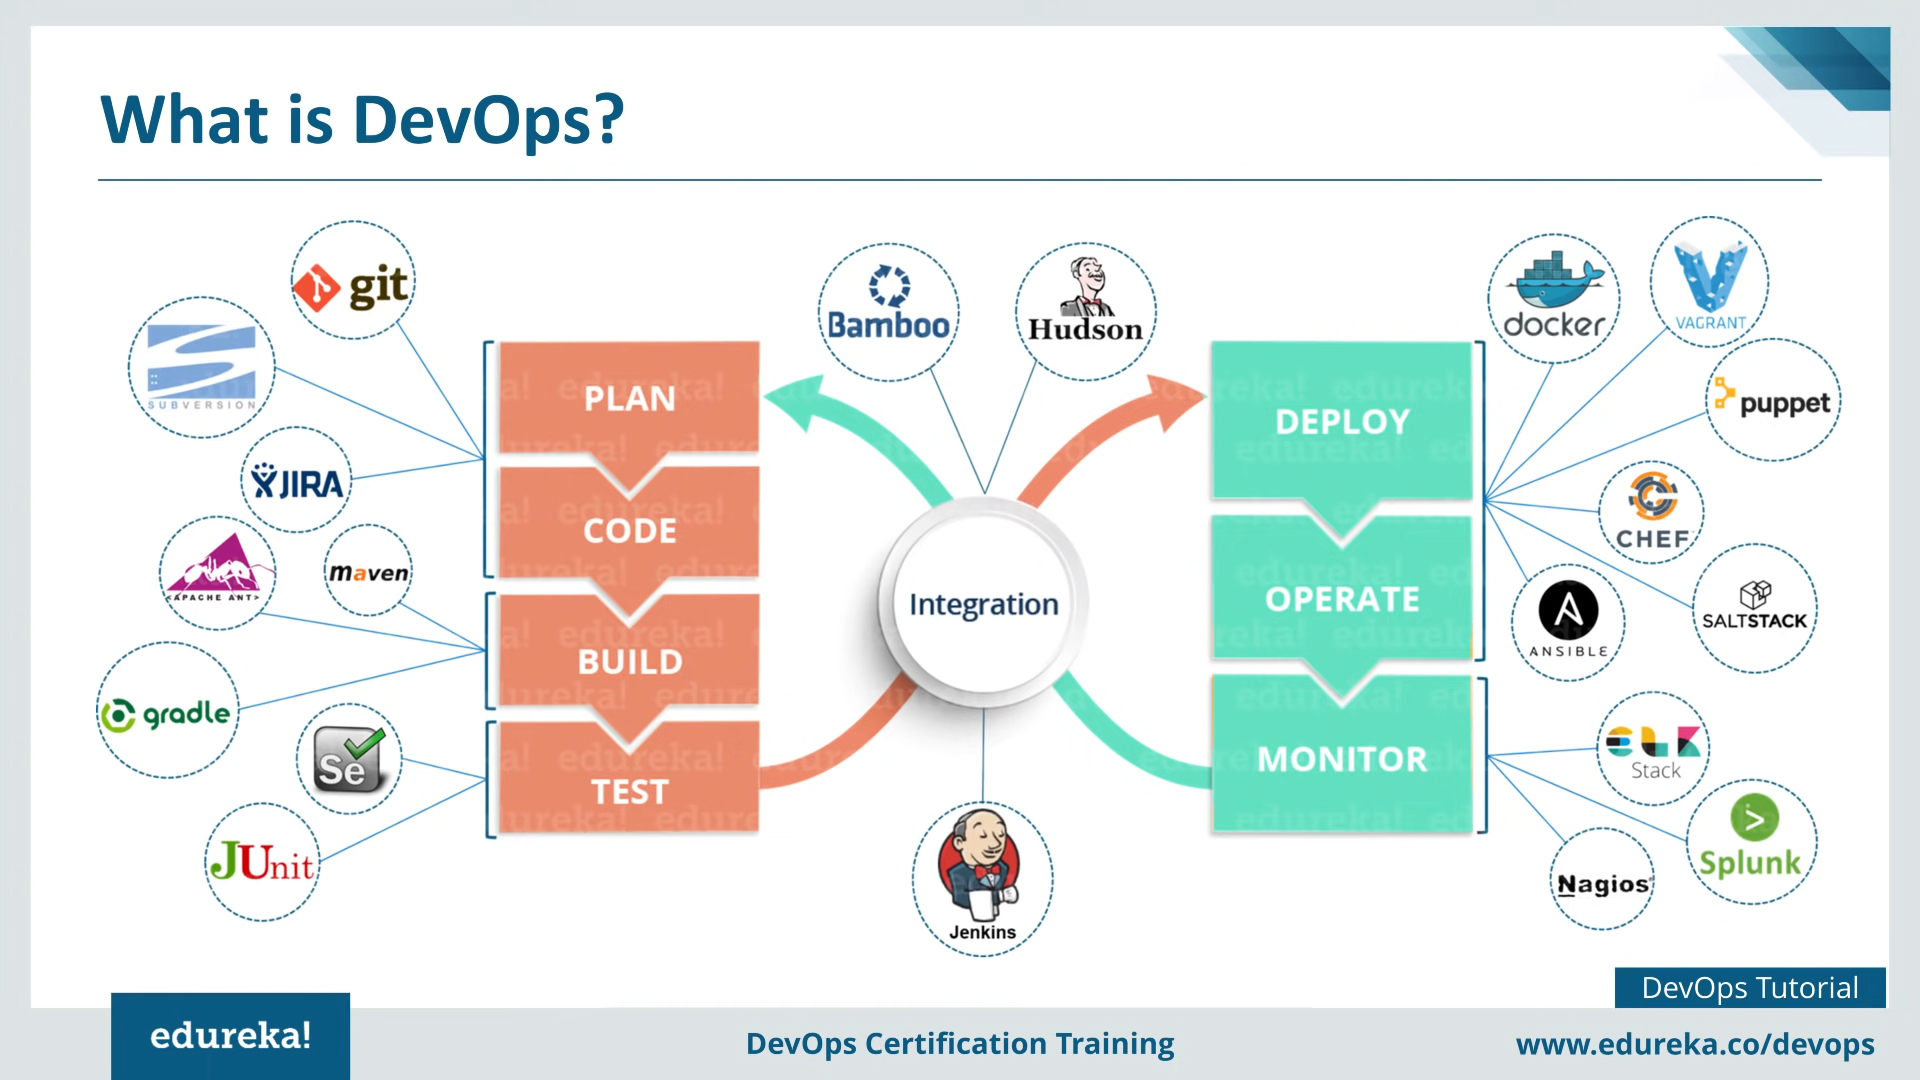 What is DevOps?
git
SUBVERSION
JIRA
<APACHE ANT>
maven
gradle
Se
JUnit
PLAN
CODE
BUILD
TEST
Bamboo
Hudson
Integration
Jenkins
DEPLOY
OPERATE
MONITOR
docker
VAGRANT
puppet
CHEF
SALTSTACK
ANSIBLE
ELK
Stack
Splunk
Nagios
DevOps Tutorial
edureka!
DevOps Certification Training
www.edureka.co/devops